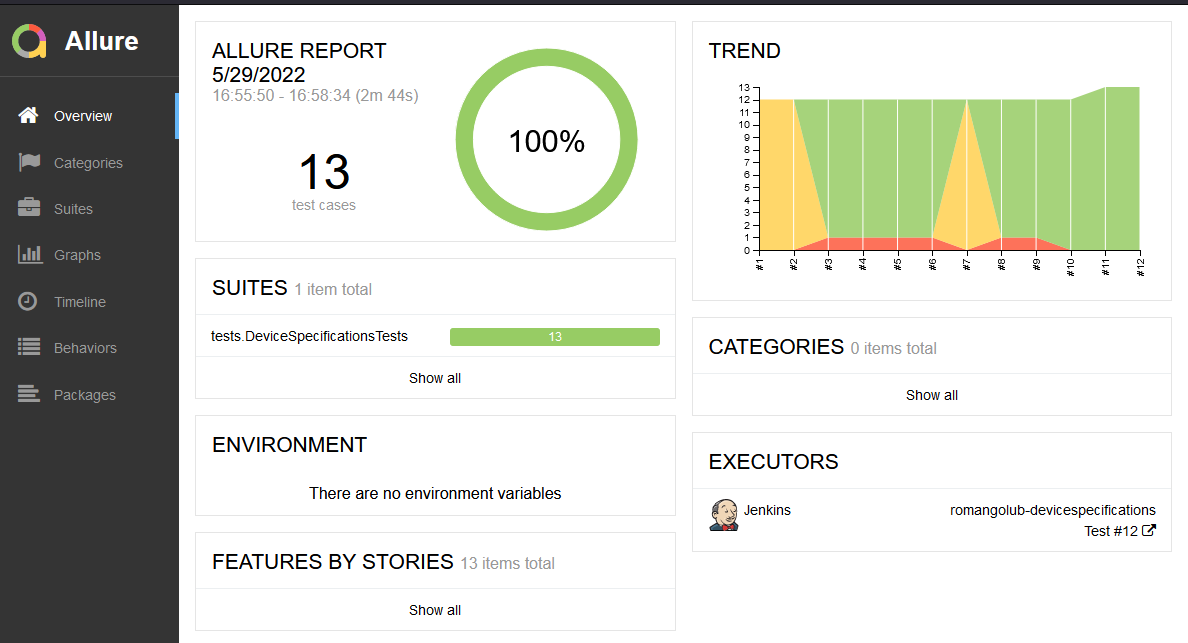 Allure
Overview
Categories
Suites
Graphs
Timeline
Behaviors
Packages
ALLURE REPORT
5/29/2022
16:55:50 - 16:58:34 (2m 44s)
13
test cases
100%
SUITES 1 item total
tests.DeviceSpecificationsTests 13
Show all
ENVIRONMENT
There are no environment variables
FEATURES BY STORIES 13 items total
Show all
TREND
13
12
11
10
9
8
7
6
5
4
3
2
1
0
#1 #2 #3 #4 #5 #6 #7 #8 #9 #10 #11 #12
CATEGORIES 0 items total
Show all
EXECUTORS
Jenkins romangolub-devicespecifications
Test #12